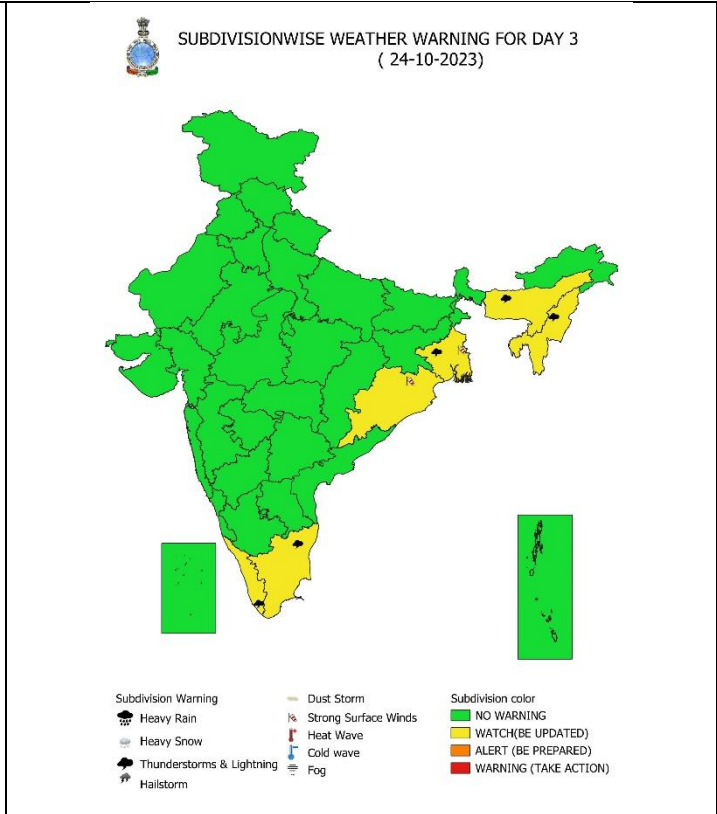 SUBDIVISIONWISE WEATHER WARNING FOR DAY 3
( 24-10-2023)
Subdivision Warning
Heavy Rain
Heavy Snow
Thunderstorms & Lightning
Hailstorm
Dust Storm
Strong Surface Winds
Heat Wave
Cold wave
Fog
Subdivision color
NO WARNING
WATCH(BE UPDATED)
ALERT (BE PREPARED)
WARNING (TAKE ACTION)